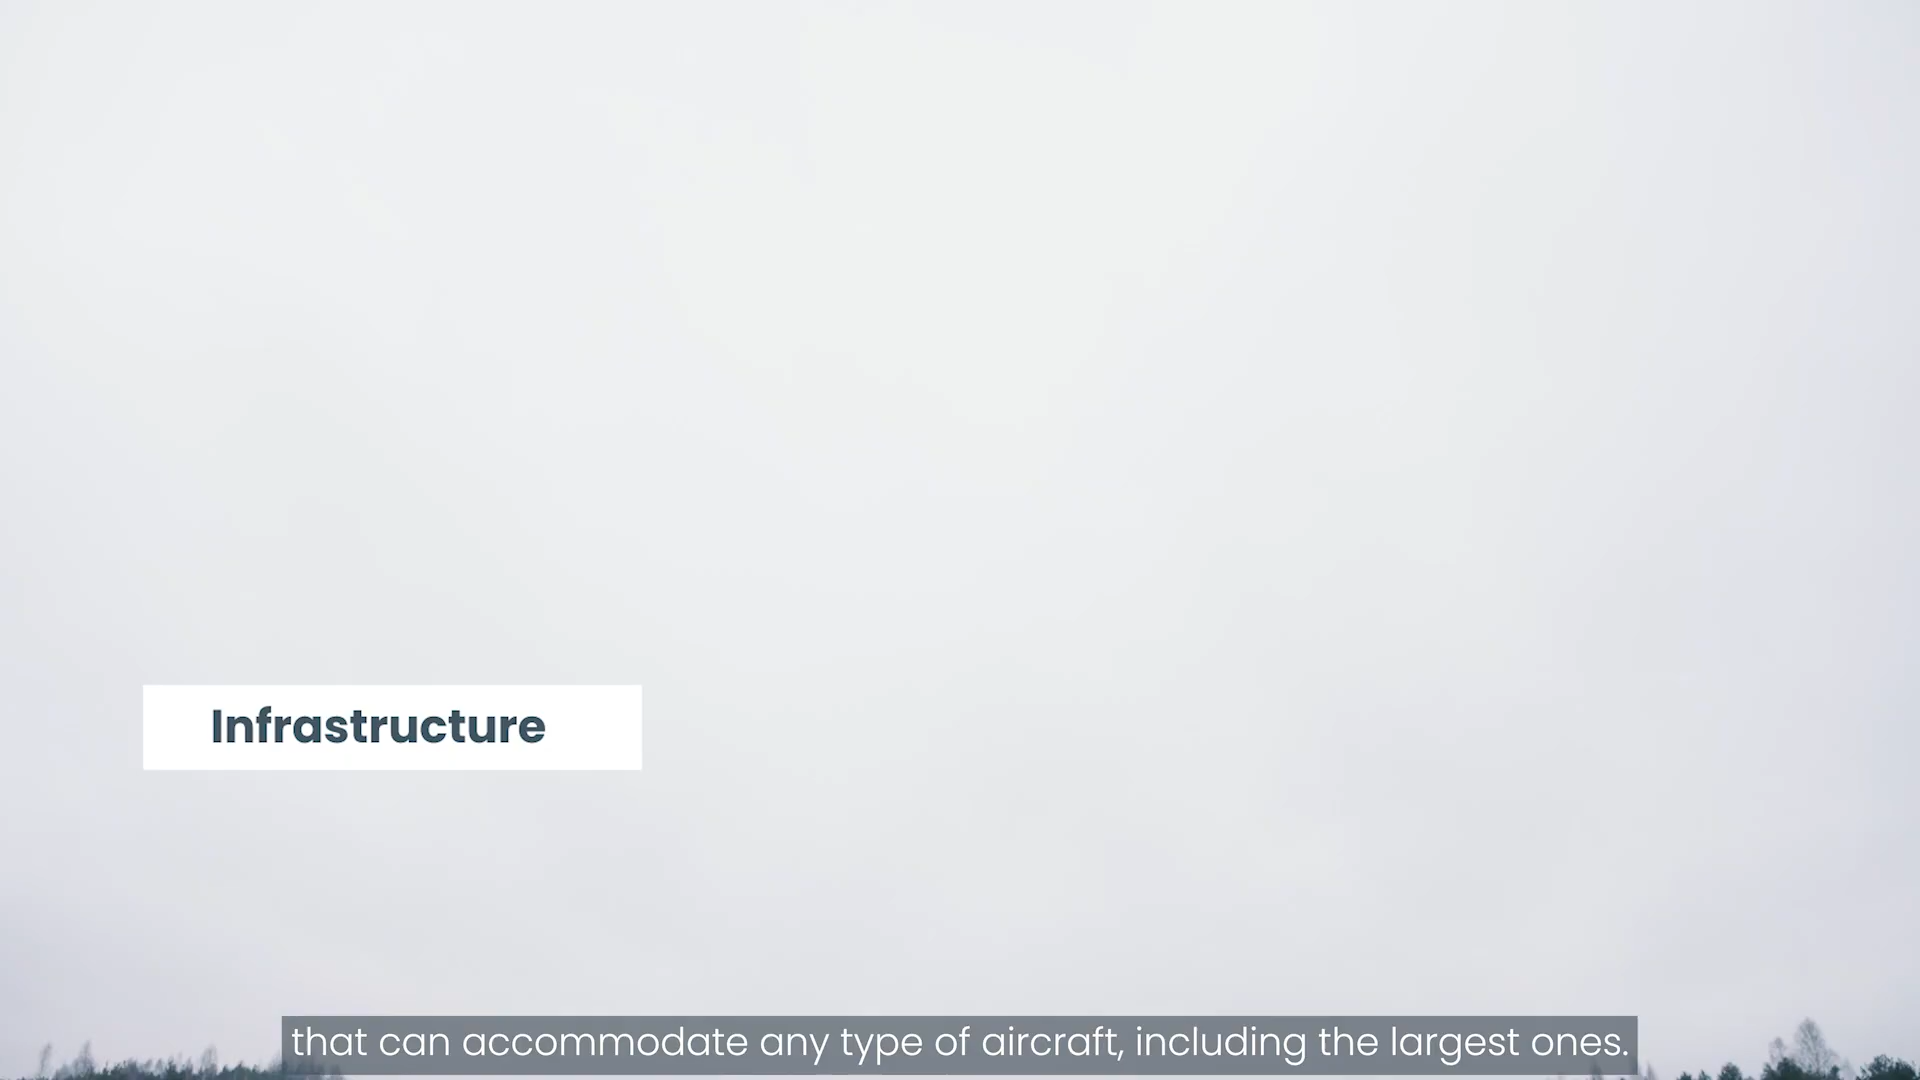 Infrastructure
that can accommodate any type of aircraft, including the largest ones.